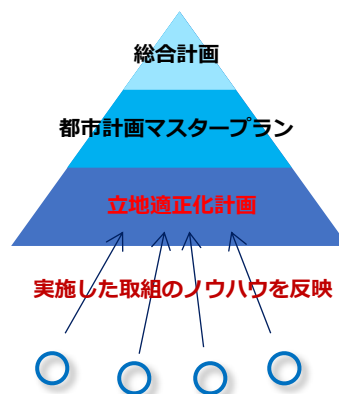 総合計画
都市計画マスタープラン
立地適正化計画
実施した取組のノウハウを反映